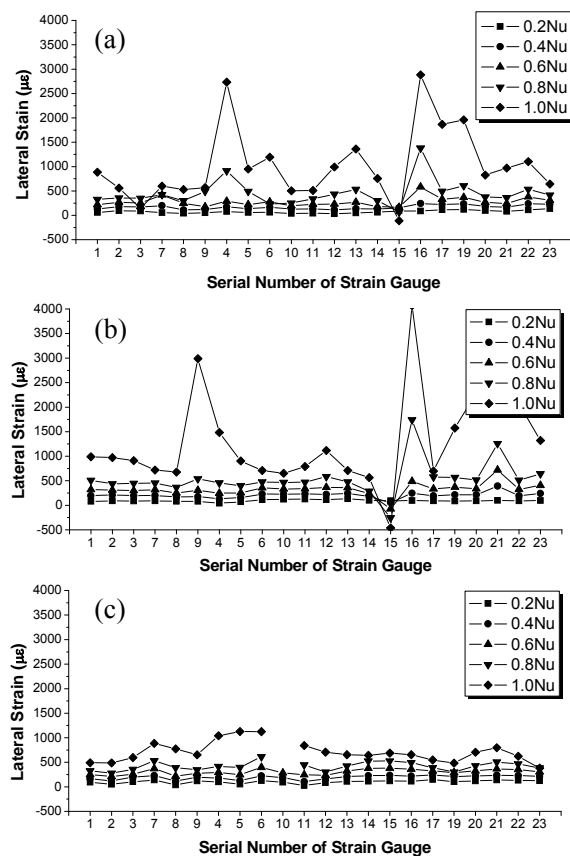 (a)
0.2Nu
0.4Nu
0.6Nu
0.8Nu
1.0Nu
Lateral Stain (με)
4000
3500
3000
2500
2000
1500
1000
500
0
-500
1 2 3 7 8 9 4 5 6 10 11 12 13 14 15 16 17 19 20 21 22 23
Serial Number of Strain Gauge
(b)
0.2Nu
0.4Nu
0.6Nu
0.8Nu
1.0Nu
Lateral Strain (με)
4000
3500
3000
2500
2000
1500
1000
500
0
-500
1 2 3 7 8 9 4 5 6 10 11 12 13 14 15 16 17 19 20 21 22 23
Serial Number of Strain Gauge
(c)
0.2Nu
0.4Nu
0.6Nu
0.8Nu
1.0Nu
Lateral Strain (με)
4000
3500
3000
2500
2000
1500
1000
500
0
-500
1 2 3 7 8 9 4 5 6 10 11 12 13 14 15 16 17 19 20 21 22 23
Serial Number of Strain Gauge